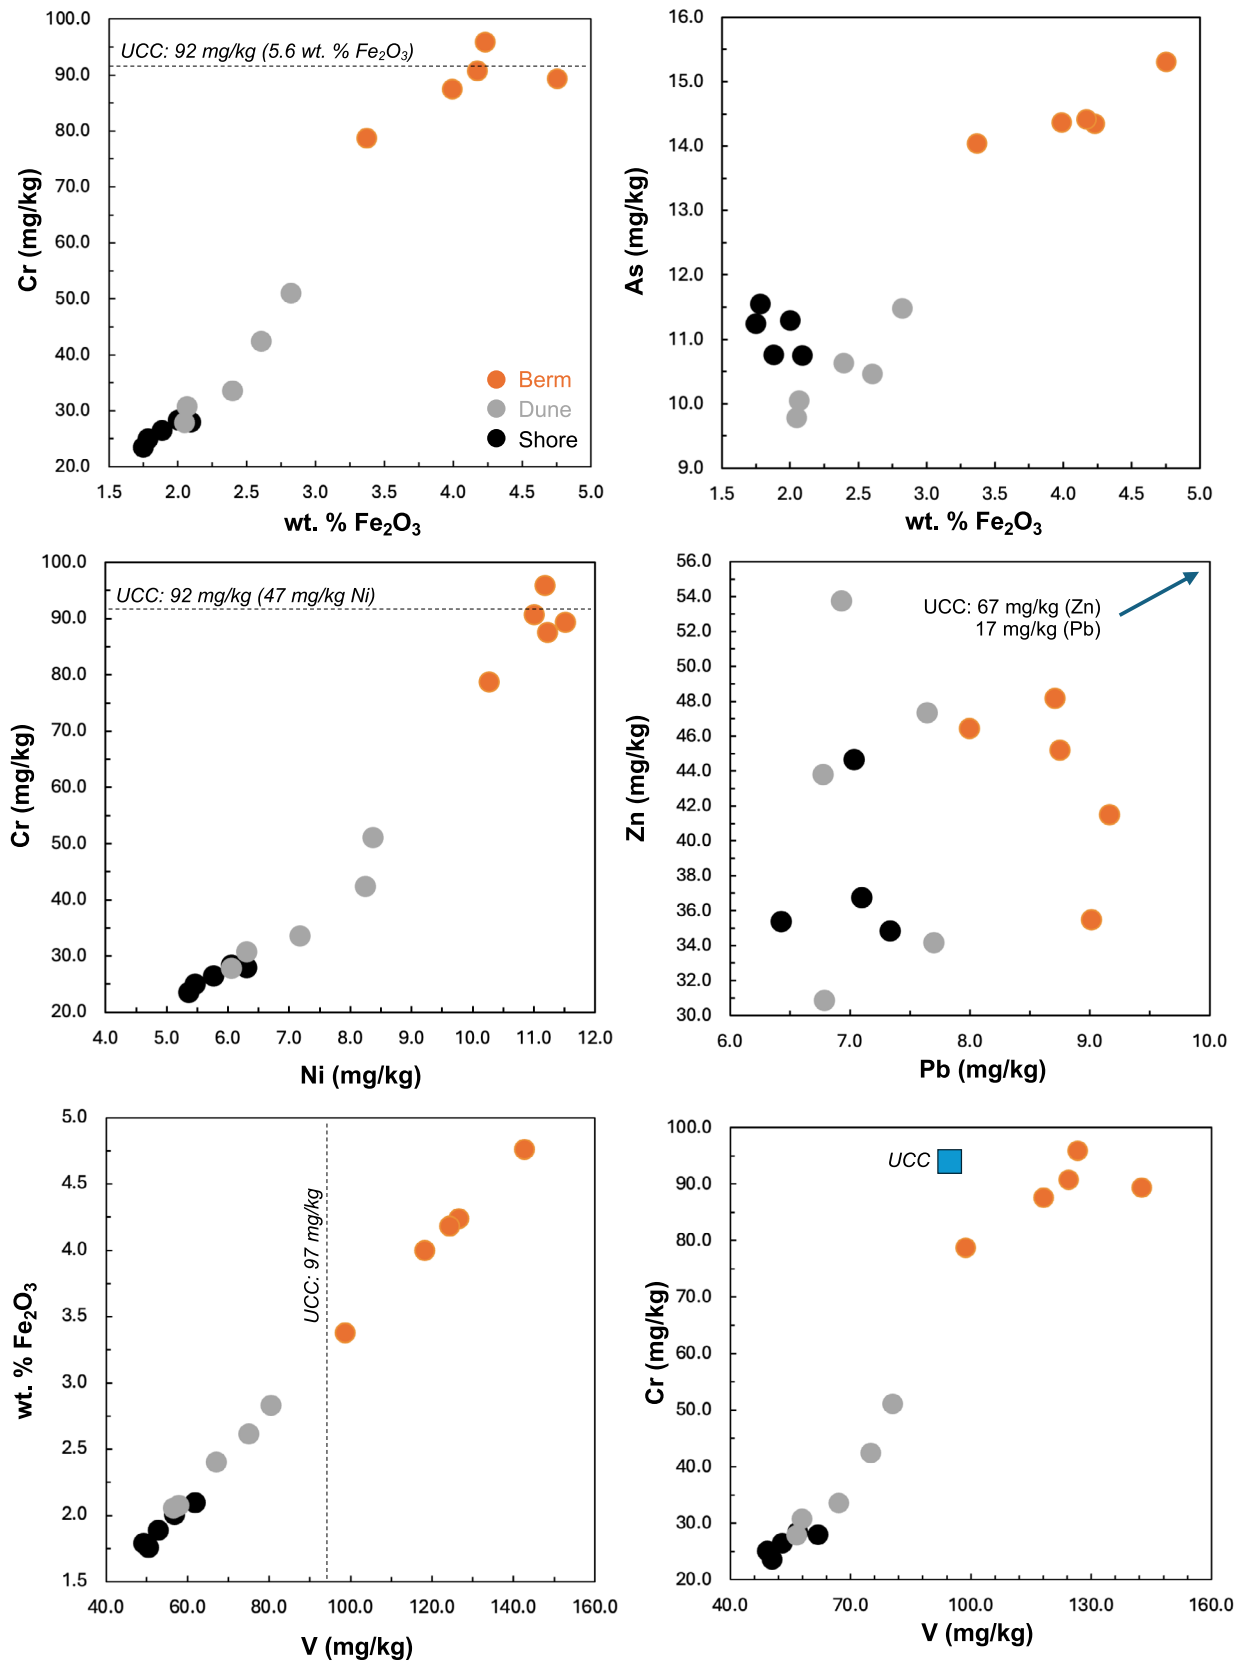 100.0
90.0
80.0
70.0
60.0
50.0
40.0
30.0
20.0
Cr (mg/kg)
UCC: 92 mg/kg (5.6 wt. % Fe₂O₃)
Berm
Dune
Shore
1.5 2.0 2.5 3.0 3.5 4.0 4.5 5.0
wt. % Fe₂O₃
16.0
15.0
14.0
13.0
12.0
11.0
10.0
9.0
As (mg/kg)
1.5 2.0 2.5 3.0 3.5 4.0 4.5 5.0
wt. % Fe₂O₃
100.0
90.0
80.0
70.0
60.0
50.0
40.0
30.0
20.0
Cr (mg/kg)
UCC: 92 mg/kg (47 mg/kg Ni)
4.0 5.0 6.0 7.0 8.0 9.0 10.0 11.0 12.0
Ni (mg/kg)
56.0
54.0
52.0
50.0
48.0
46.0
44.0
42.0
40.0
38.0
36.0
34.0
32.0
30.0
Zn (mg/kg)
UCC: 67 mg/kg (Zn)
17 mg/kg (Pb)
6.0 7.0 8.0 9.0 10.0
Pb (mg/kg)
5.0
4.5
4.0
3.5
3.0
2.5
2.0
1.5
wt. % Fe₂O₃
UCC: 97 mg/kg
40.0 60.0 80.0 100.0 120.0 140.0 160.0
V (mg/kg)
100.0
90.0
80.0
70.0
60.0
50.0
40.0
30.0
20.0
Cr (mg/kg)
UCC
40.0 70.0 100.0 130.0 160.0
V (mg/kg)